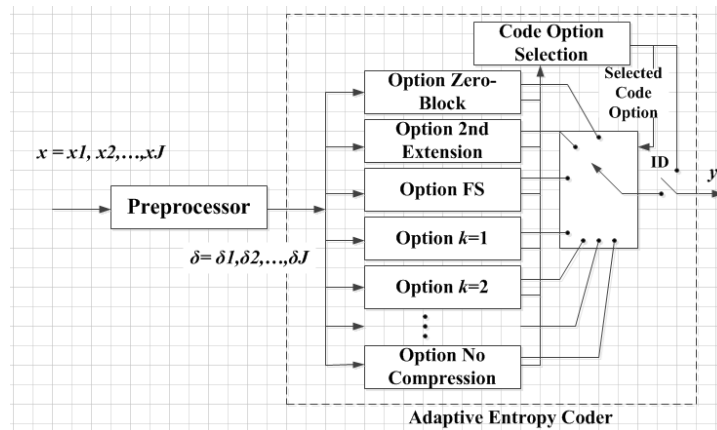 Code Option
Selection
Option Zero-
Block
Selected
Code
Option
Option 2nd
Extension
x = x1, x2,...,xJ
ID
y
Option FS
Preprocessor
Option k=1
δ= δ1,δ2,...,δJ
Option k=2
Option No
Compression
Adaptive Entropy Coder